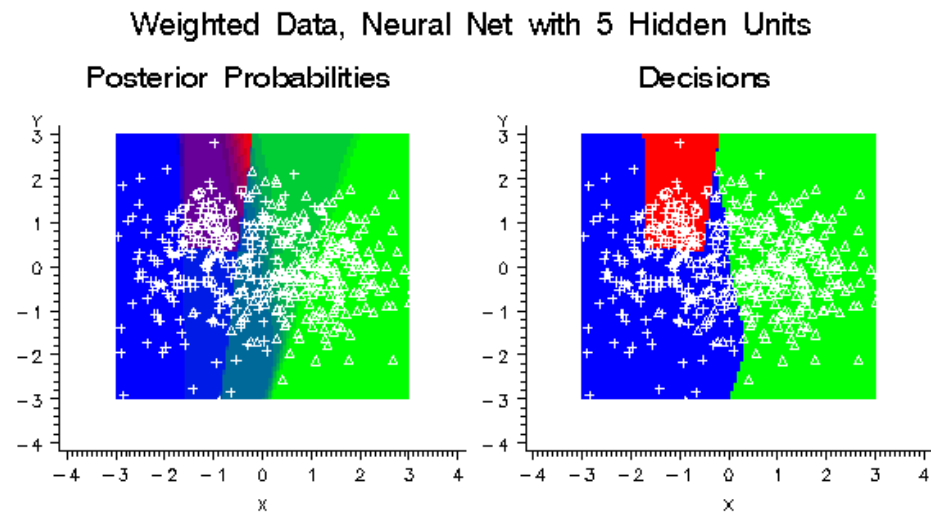 Weighted Data, Neural Net with 5 Hidden Units
Posterior Probabilities
Decisions
Y
3
2
1
0
-1
-2
-3
-4
-4 -3 -2 -1 0 1 2 3 4
X
Y
3
2
1
0
-1
-2
-3
-4
-4 -3 -2 -1 0 1 2 3 4
X